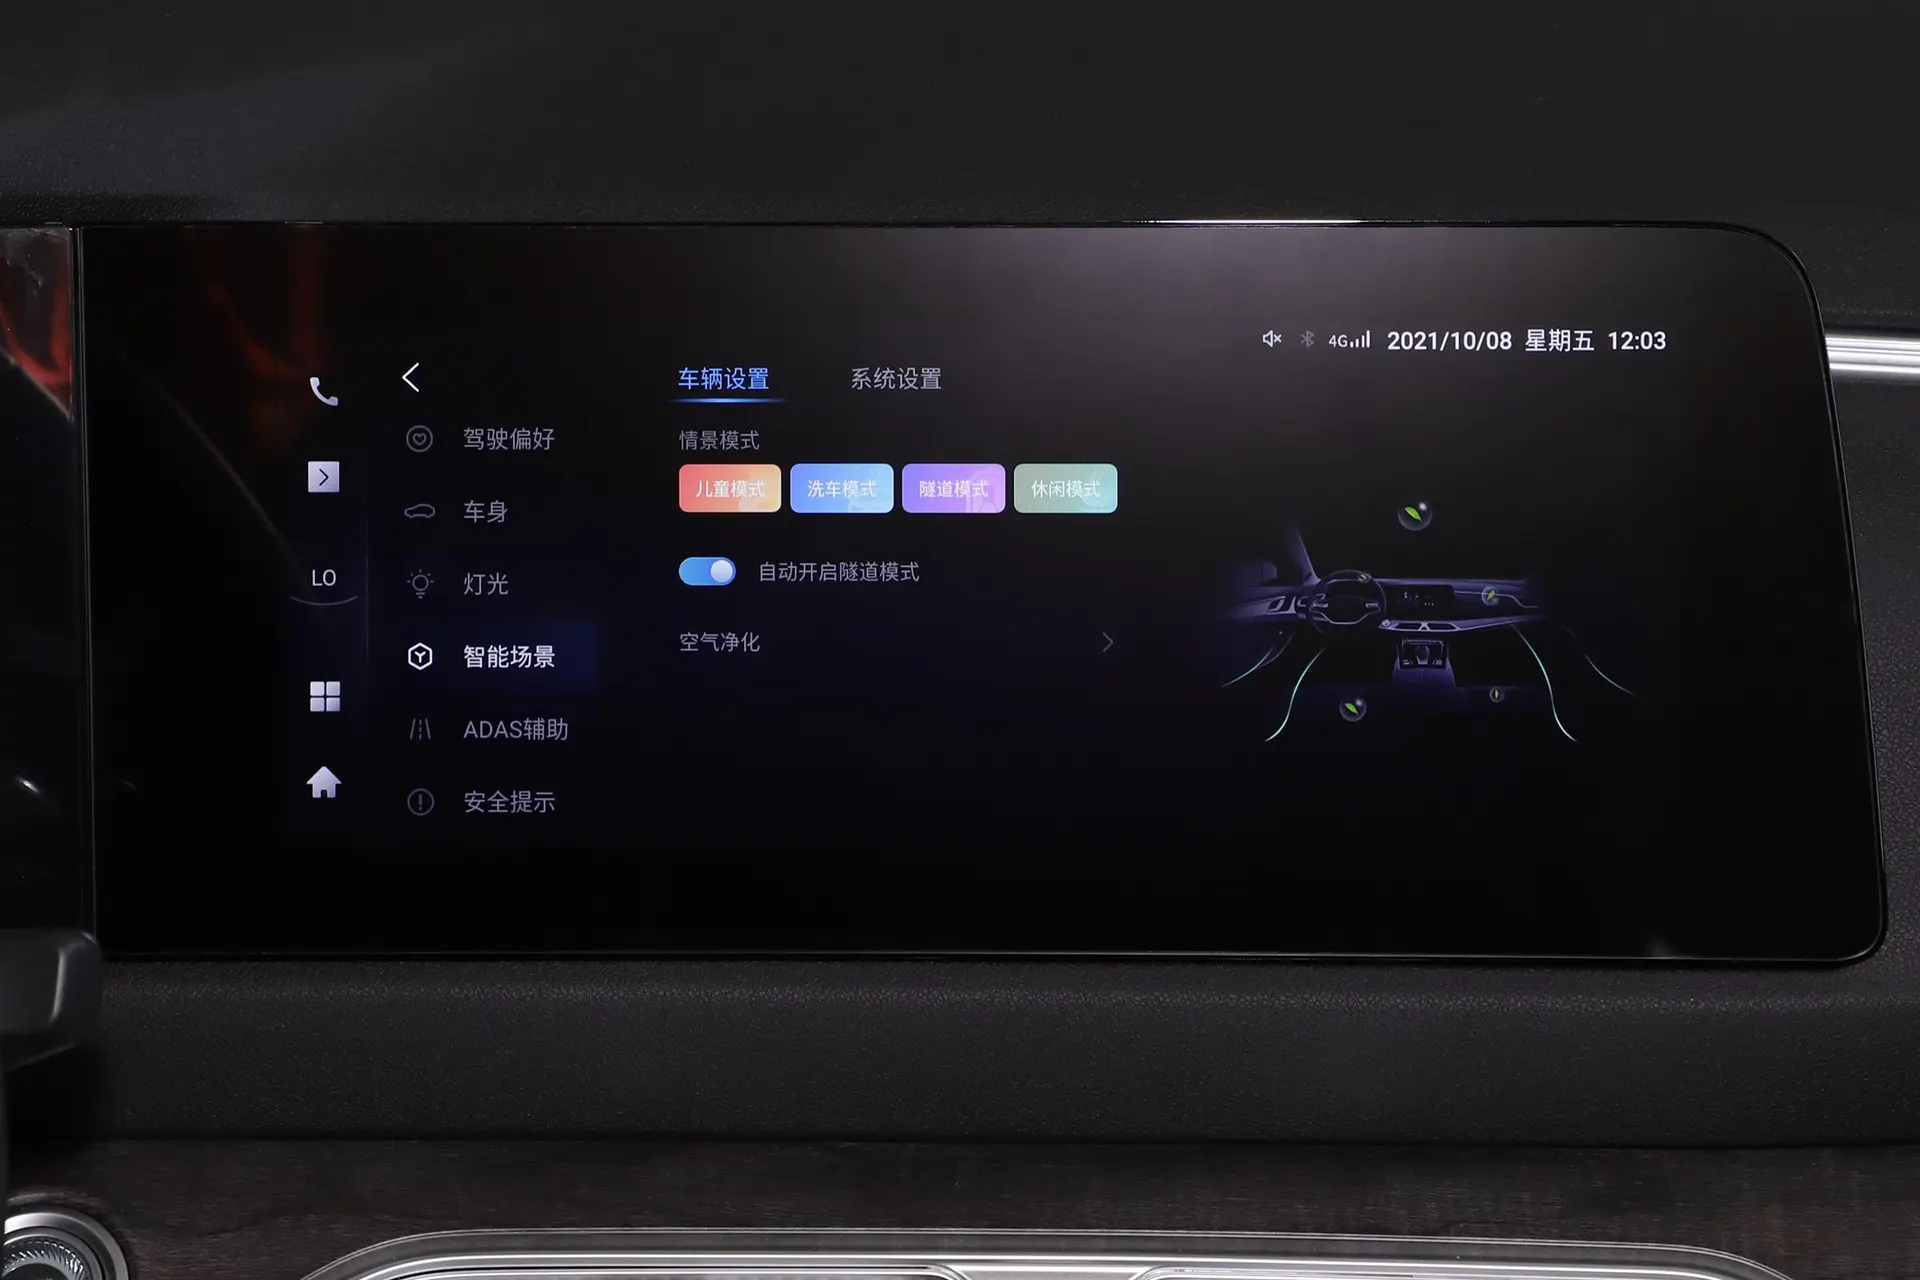 4G 2021/10/08 星期五 12:03
车辆设置 系统设置
驾驶偏好
车身
灯光
智能场景
ADAS辅助
安全提示
LO
情景模式
儿童模式 洗车模式 隧道模式 休闲模式
自动开启隧道模式
空气净化